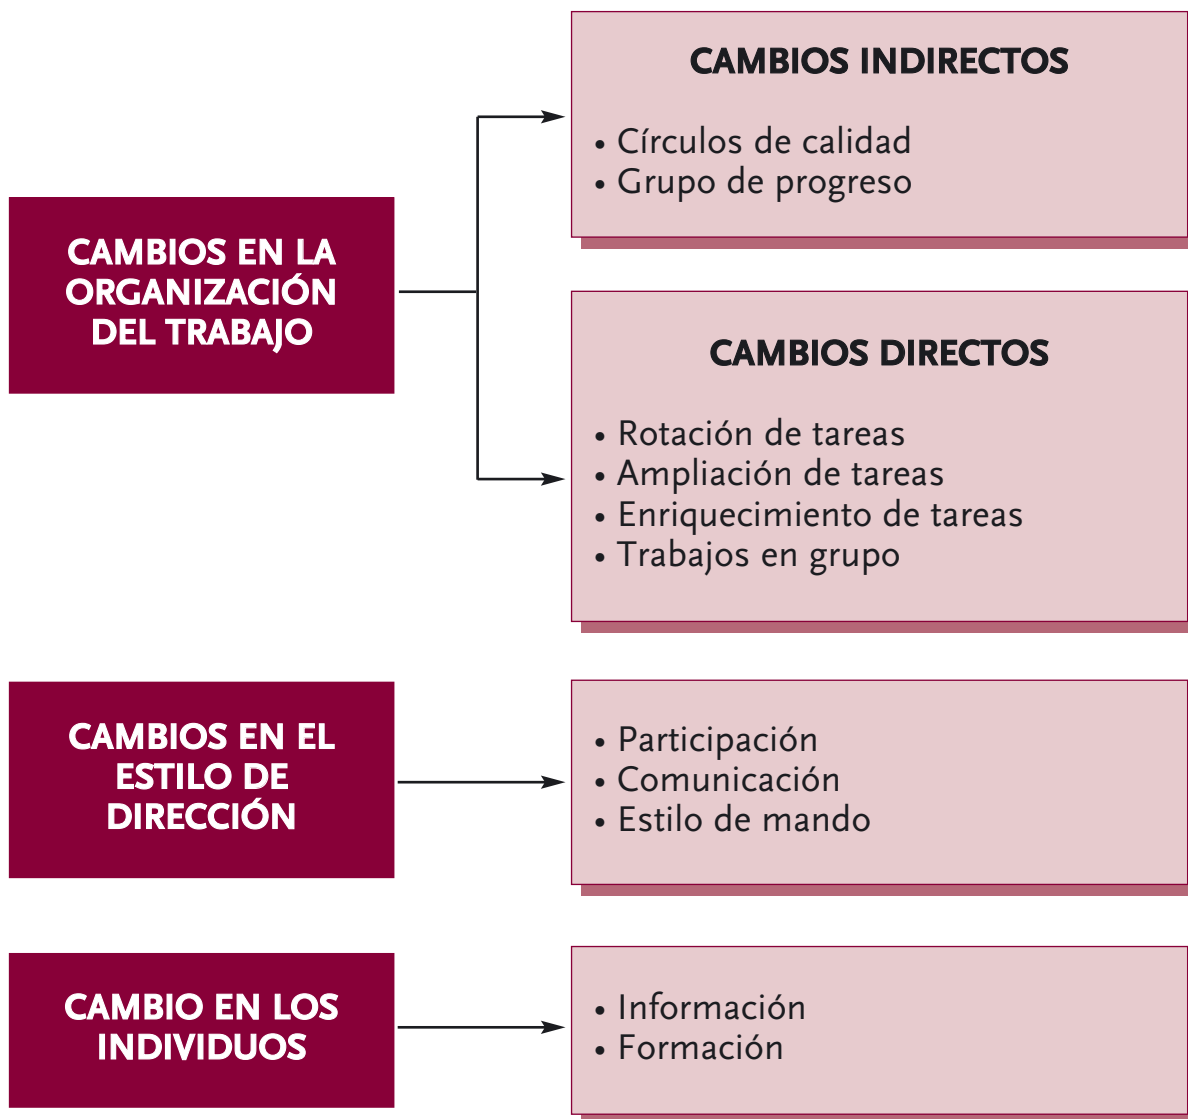 CAMBIOS EN LA
ORGANIZACIÓN
DEL TRABAJO
CAMBIOS INDIRECTOS
• Círculos de calidad
• Grupo de progreso
CAMBIOS DIRECTOS
• Rotación de tareas
• Ampliación de tareas
• Enriquecimiento de tareas
• Trabajos en grupo
CAMBIOS EN EL
ESTILO DE
DIRECCIÓN
• Participación
• Comunicación
• Estilo de mando
CAMBIO EN LOS
INDIVIDUOS
• Información
• Formación